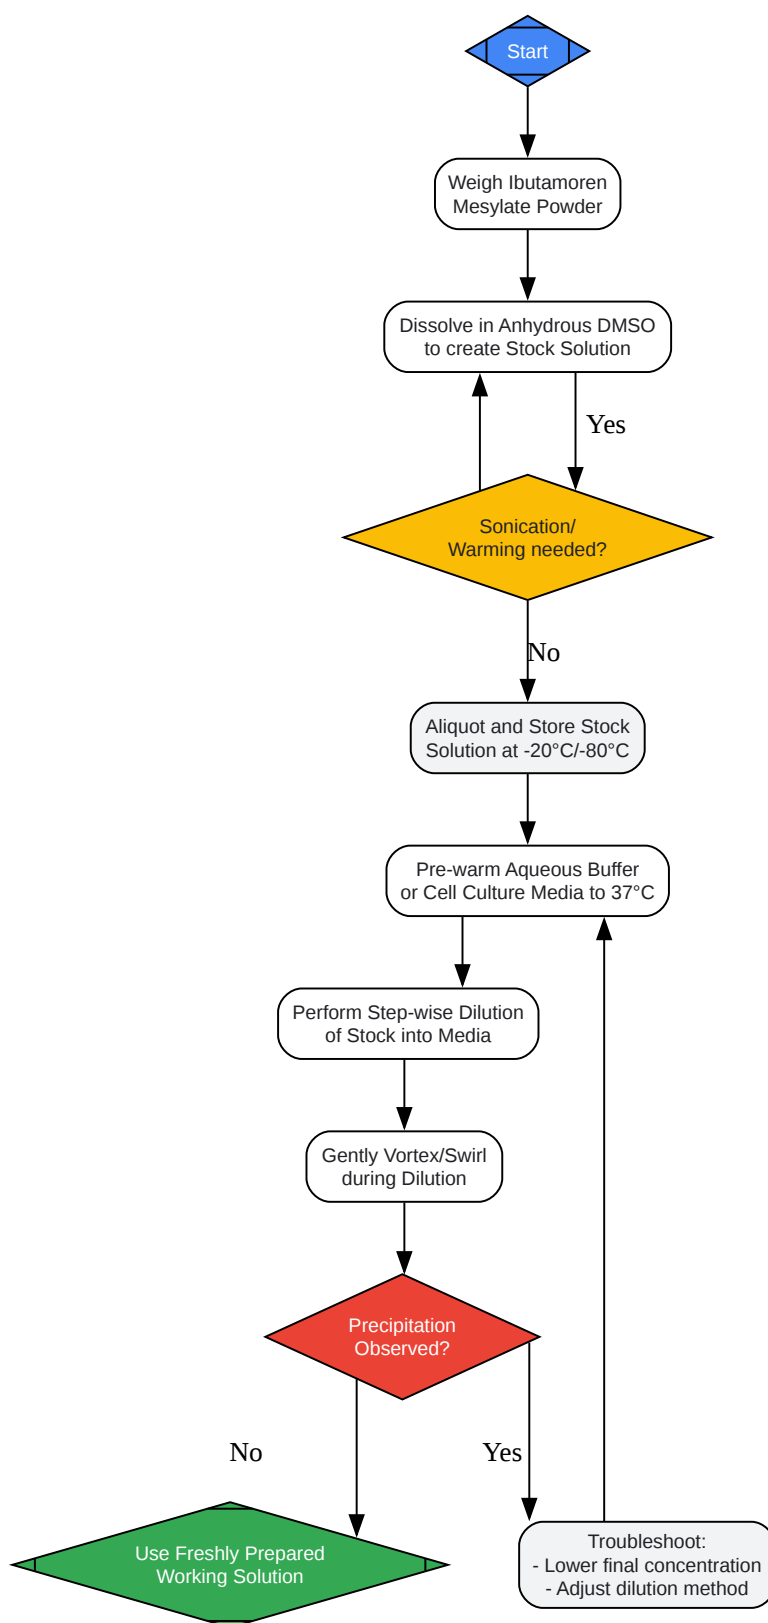 Start
Weigh Ibutamoren
Mesylate Powder
Dissolve in Anhydrous DMSO
to create Stock Solution
Yes
Sonication/
Warming needed?
No
Aliquot and Store Stock
Solution at -20°C/-80°C
Pre-warm Aqueous Buffer
or Cell Culture Media to 37°C
Perform Step-wise Dilution
of Stock into Media
Gently Vortex/Swirl
during Dilution
Precipitation
Observed?
No
Yes
Use Freshly Prepared
Working Solution
Troubleshoot:
- Lower final concentration
- Adjust dilution method